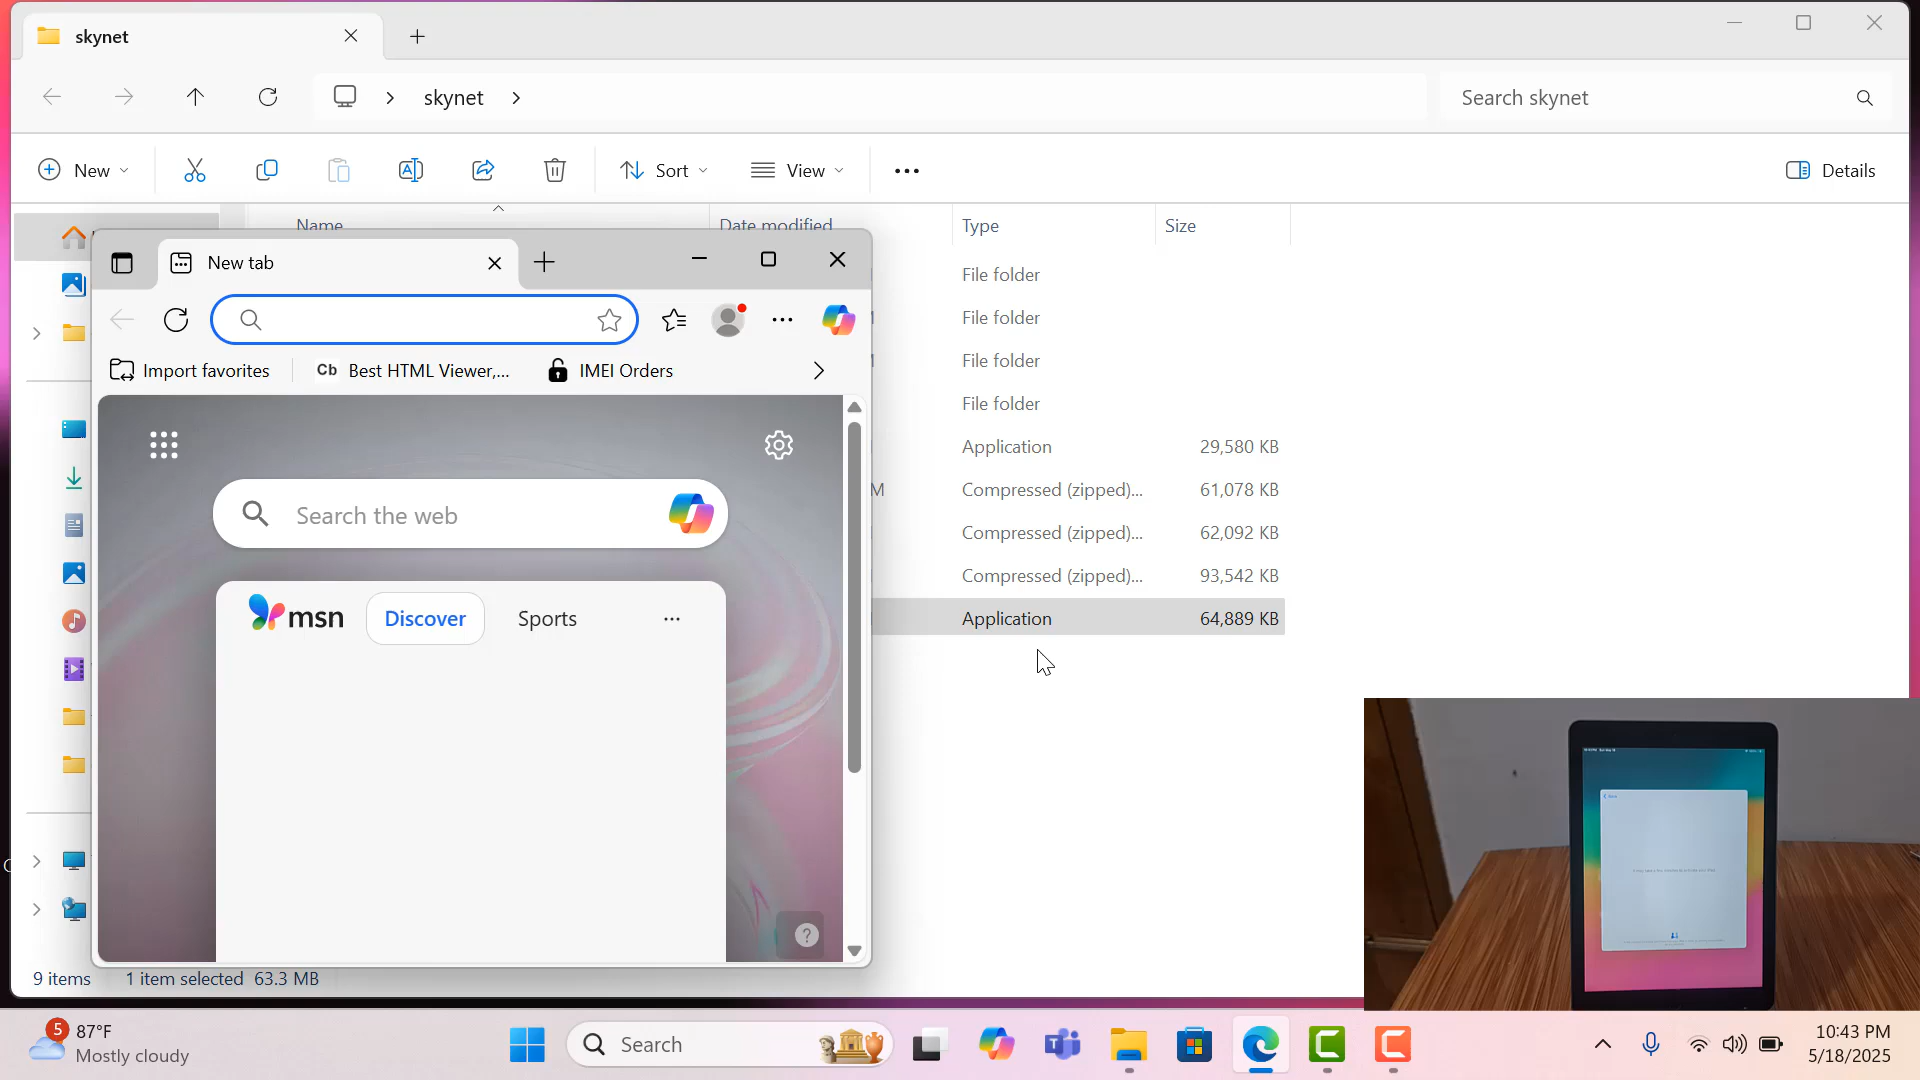 skynet
skynet
Search skynet
New
Sort
View
Details
Name
Date modified
Type
Size
New tab
Import favorites
Cb Best HTML Viewer,...
IMEI Orders
Search the web
msn
Discover
Sports
File folder
File folder
File folder
File folder
Application
29,580 KB
M
Compressed (zipped)...
61,078 KB
Compressed (zipped)...
62,092 KB
Compressed (zipped)...
93,542 KB
Application
64,889 KB
9 items
1 item selected 63.3 MB
5
87°F
Mostly cloudy
Search
10:43 PM
5/18/2025